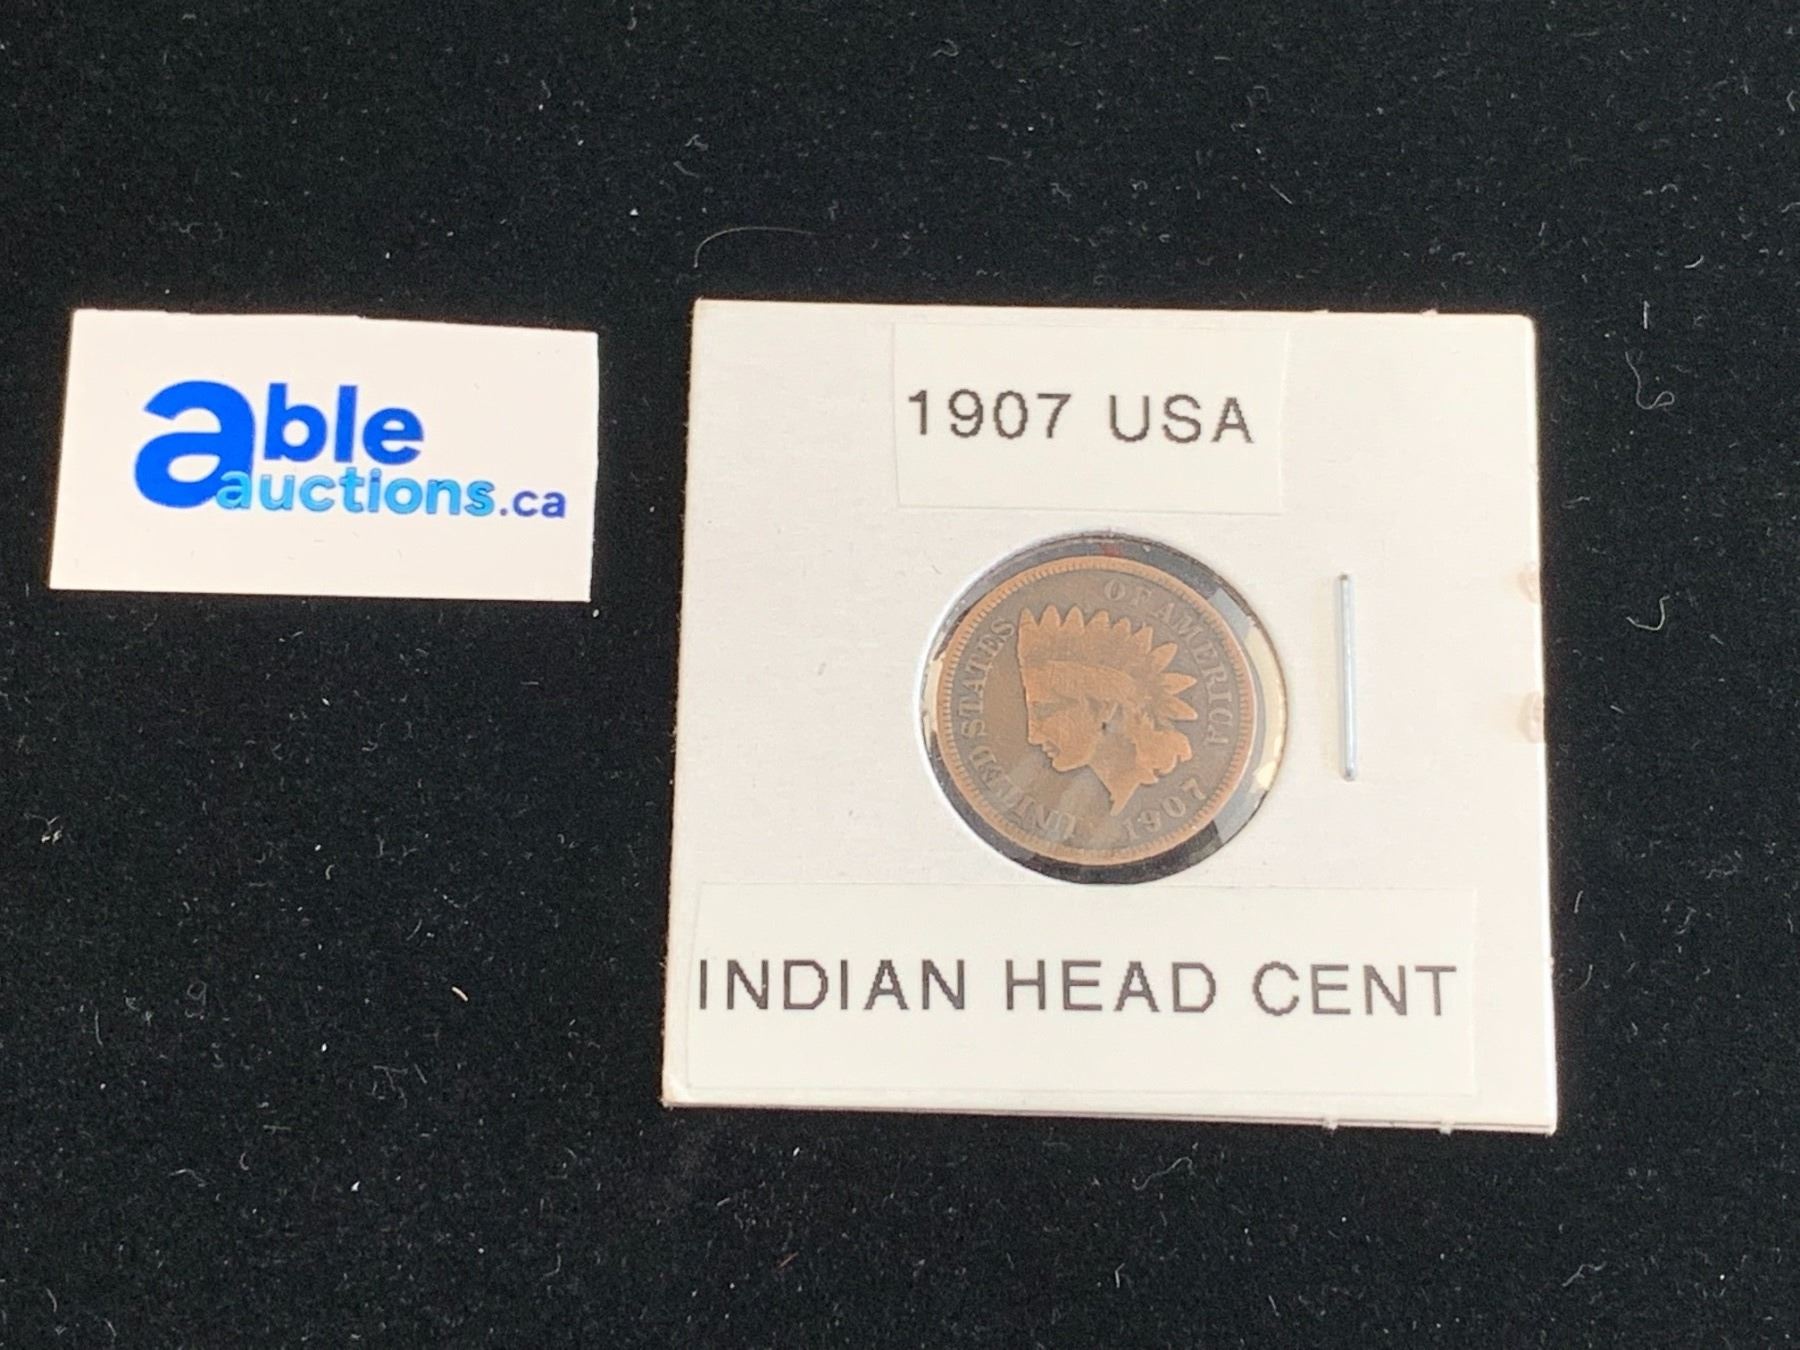 able
auctions.ca
1907 USA
UNITED STATES OF AMERICA
1907
INDIAN HEAD CENT